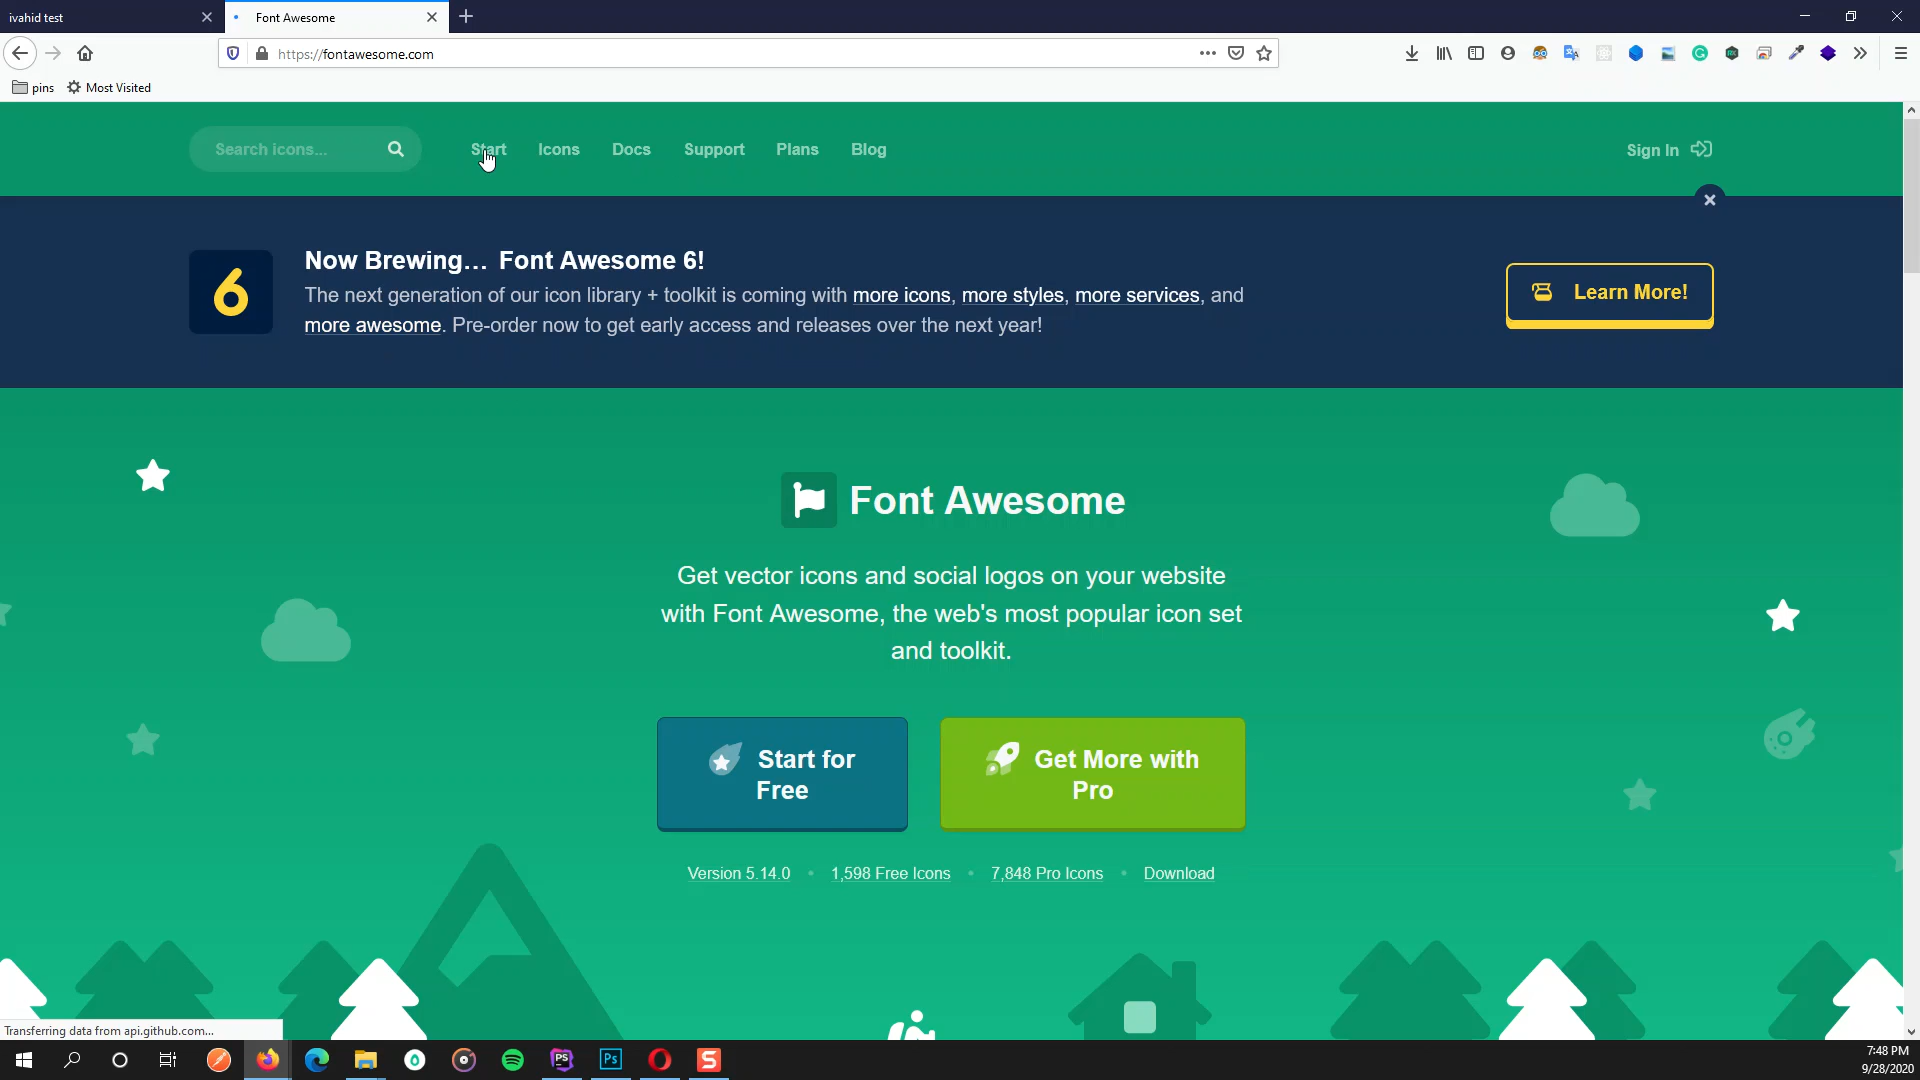 ivahid test
Font Awesome
https://fontawesome.com
pins
Most Visited
Search icons...
Start
Icons
Docs
Support
Plans
Blog
Sign In
6
Now Brewing… Font Awesome 6!
The next generation of our icon library + toolkit is coming with more icons, more styles, more services, and
more awesome. Pre-order now to get early access and releases over the next year!
Learn More!
Font Awesome
Get vector icons and social logos on your website
with Font Awesome, the web's most popular icon set
and toolkit.
Start for
Free
Get More with
Pro
Version 5.14.0 • 1,598 Free Icons • 7,848 Pro Icons • Download
Transferring data from api.github.com...
PS
Ps
S
7:48 PM
9/28/2020